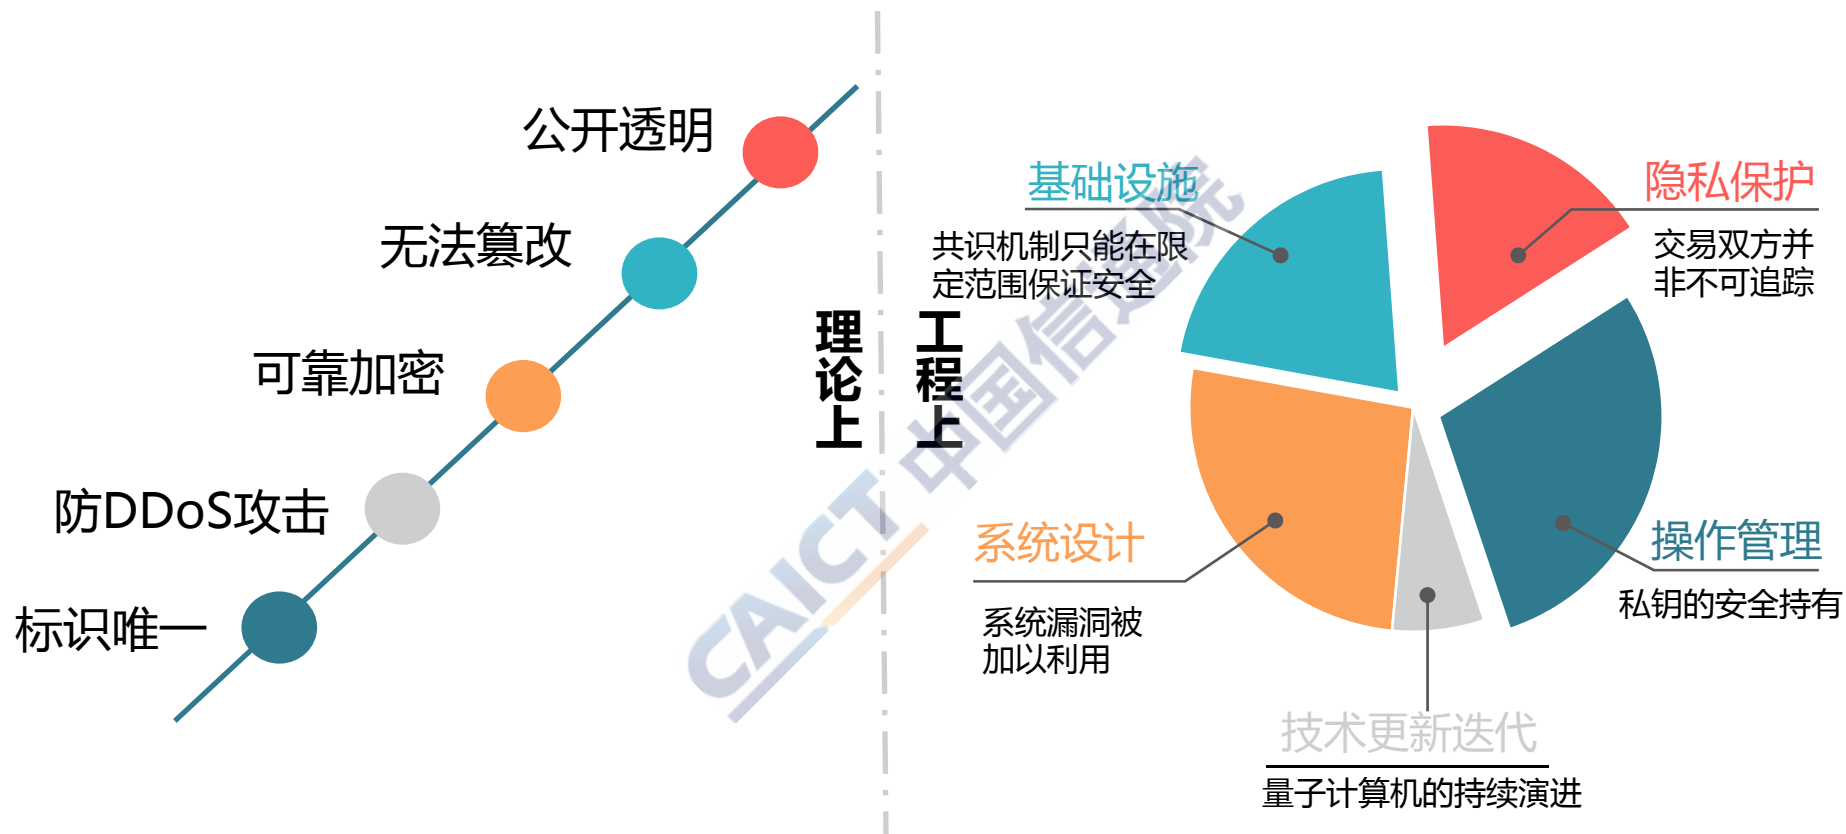 公开透明
无法篡改
可靠加密
防DDoS攻击
标识唯一
理论上
工程上
基础设施
共识机制只能在限
定范围保证安全
隐私保护
交易双方并
非不可追踪
系统设计
系统漏洞被
加以利用
操作管理
私钥的安全持有
技术更新迭代
量子计算机的持续演进
CAICT 中国信通院